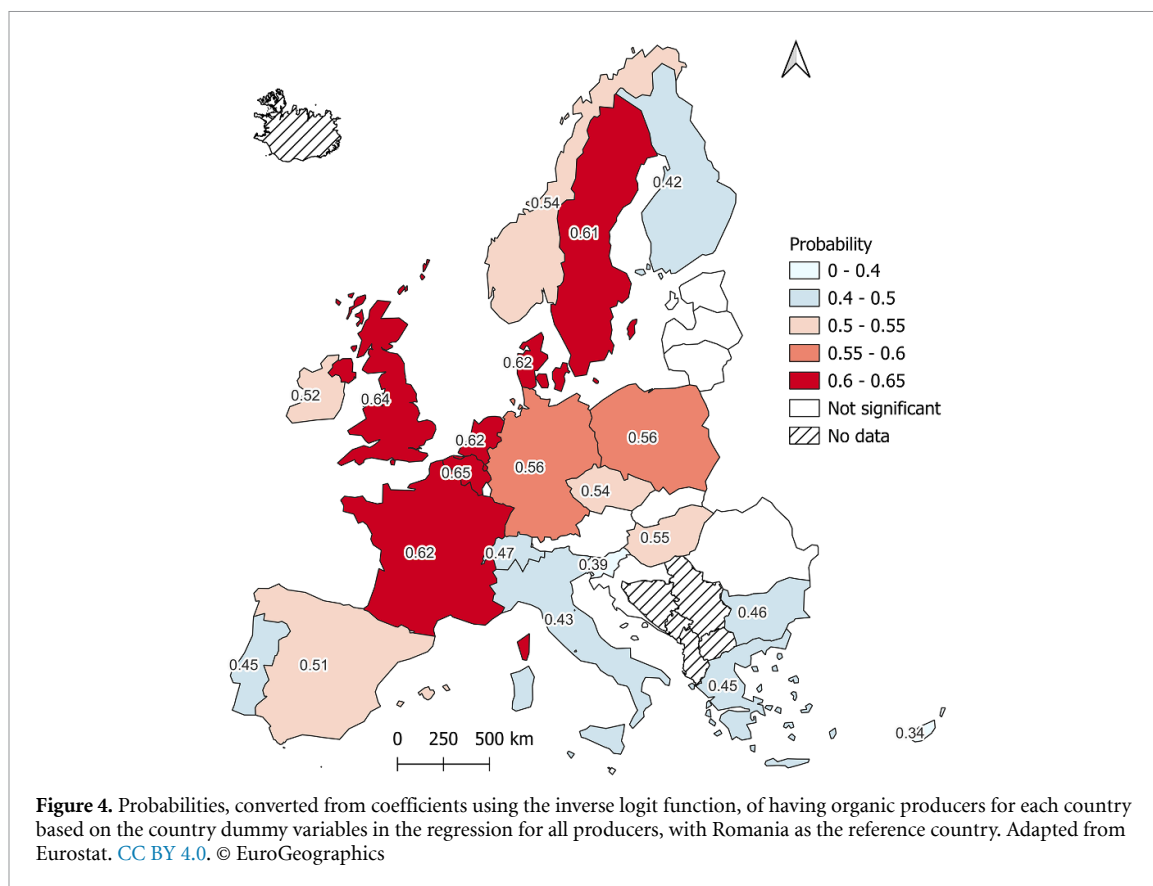 0.42
0.54
0.61
Probability
0 - 0.4
0.4 - 0.5
0.5 - 0.55
0.55 - 0.6
0.6 - 0.65
Not significant
No data
0.62
0.52
0.64
0.62
0.56
0.65
0.56
0.54
0.55
0.62
0.47
0.39
0.46
0.43
0.45
0.51
0.45
0.34
0 250 500 km
Figure 4. Probabilities, converted from coefficients using the inverse logit function, of having organic producers for each country
based on the country dummy variables in the regression for all producers, with Romania as the reference country. Adapted from
Eurostat. CC BY 4.0. © EuroGeographics